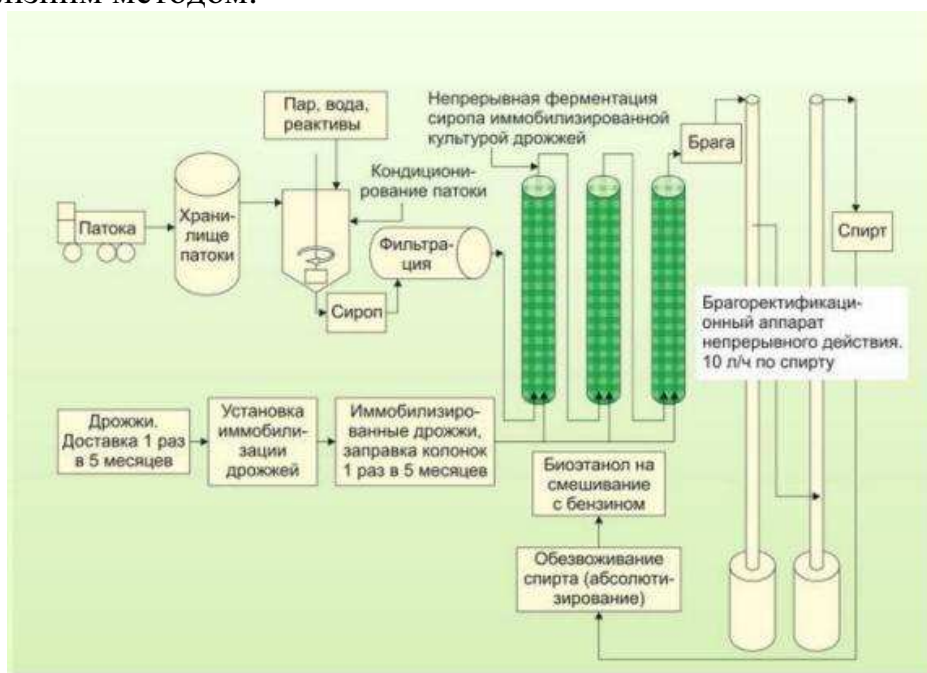 методом.
Пар, вода,
реактивы
Непрерывная ферментация
сиропа иммобилизированной
культурой дрожжей
Брага
Кондициони-
рование патоки
Патока
Храни-
лище
патоки
Фильтра-
ция
Спирт
Сироп
Брагоректификаци-
онный аппарат
непрерывного действия.
10 л/ч по спирту
Дрожжи.
Доставка 1 раз
в 5 месяцев
Установка
иммобили-
зации
дрожжей
Иммобилизиро-
ванные дрожжи,
заправка колонок
1 раз в 5 месяцев
Биоэтанол на
смешивание
с бензином
Обезвоживание
спирта (абсолюти-
зирование)